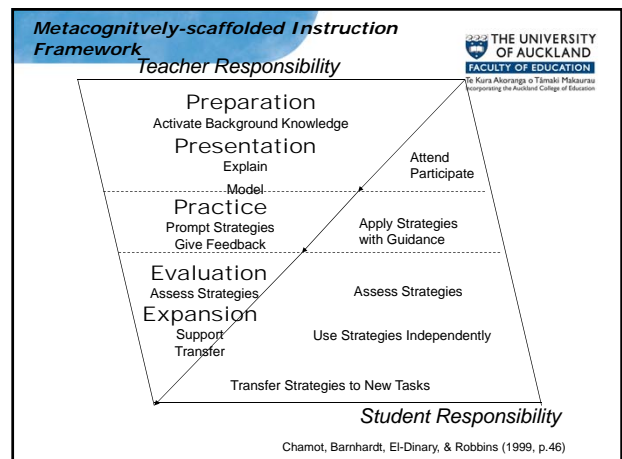 Metacognitvely-scaffolded Instruction
Framework
THE UNIVERSITY
OF AUCKLAND
FACULTY OF EDUCATION
Te Kura Akoranga o Tāmaki Makaurau
Incorporating the Auckland College of Education
Teacher Responsibility
Preparation
Activate Background Knowledge
Presentation
Explain
Model
Attend
Participate
Practice
Prompt Strategies
Give Feedback
Apply Strategies
with Guidance
Evaluation
Assess Strategies
Assess Strategies
Expansion
Support
Transfer
Use Strategies Independently
Transfer Strategies to New Tasks
Student Responsibility
Chamot, Barnhardt, El-Dinary, & Robbins (1999, p.46)